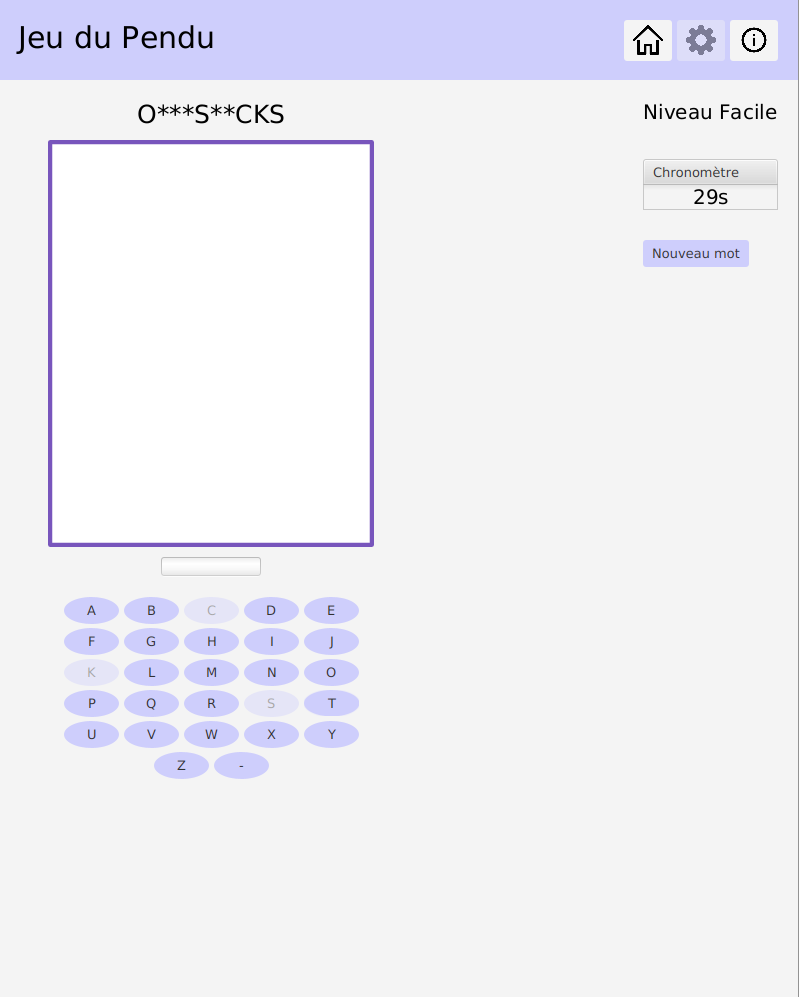 Jeu du Pendu
O***S**CKS
Niveau Facile
Chronomètre
29s
Nouveau mot
A B C D E
F G H I J
K L M N O
P Q R S T
U V W X Y
Z -